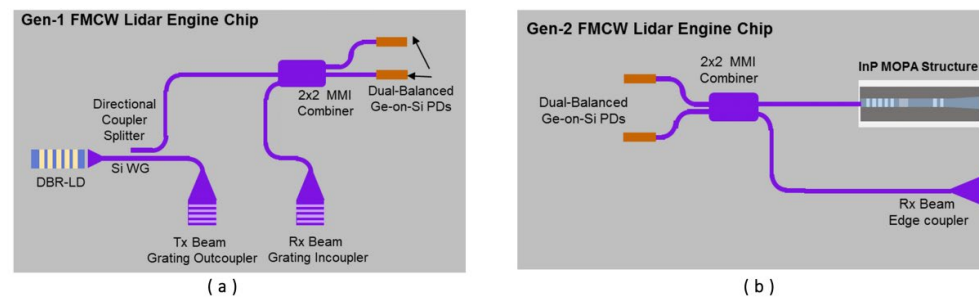 Gen-1 FMCW Lidar Engine Chip
2x2 MMI
Combiner
Dual-Balanced
Ge-on-Si PDs
Directional
Coupler
Splitter
Si WG
DBR-LD
Tx Beam
Grating Outcoupler
Rx Beam
Grating Incoupler
( a )
Gen-2 FMCW Lidar Engine Chip
2x2 MMI
Combiner
InP MOPA Structure
Dual-Balanced
Ge-on-Si PDs
Rx Beam
Edge coupler
( b )